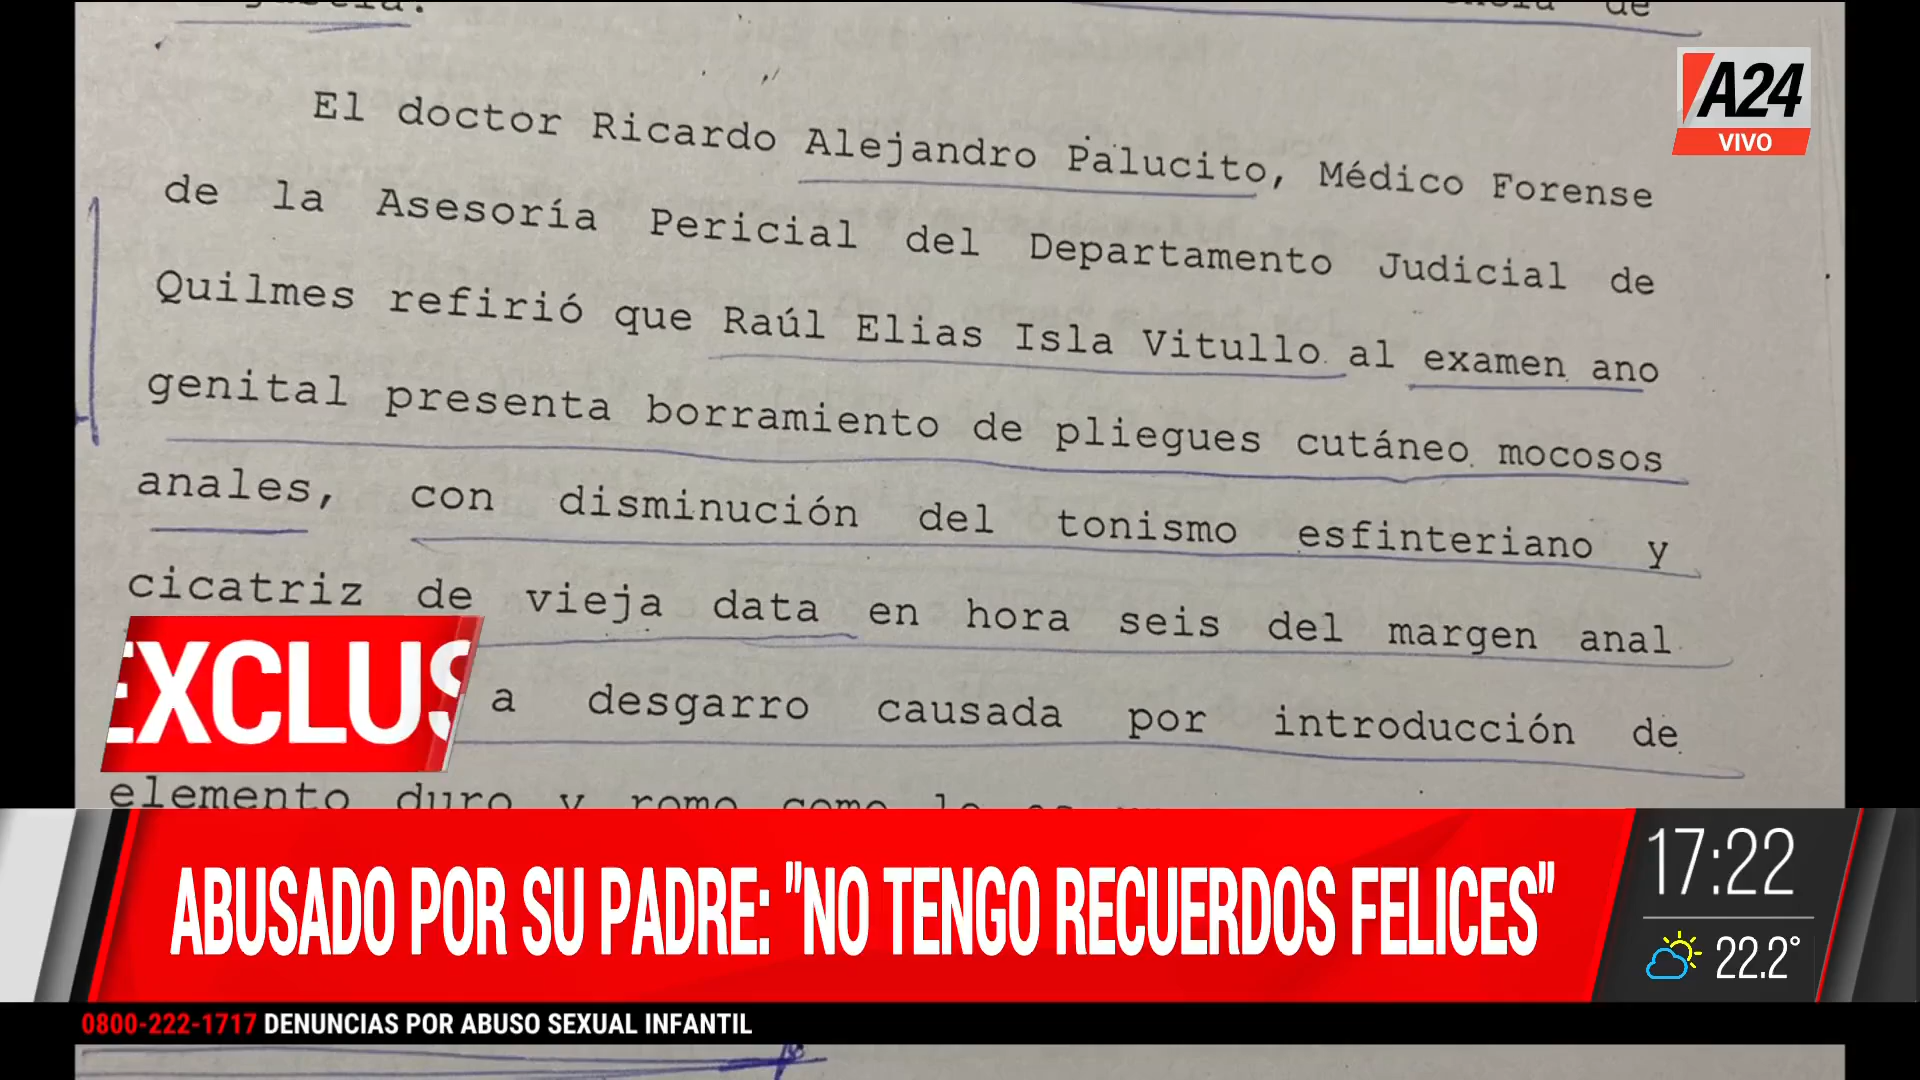 de
A24
VIVO
El doctor Ricardo Alejandro Palucito, Médico Forense
de la Asesoría Pericial del Departamento Judicial de
Quilmes refirió que Raúl Elias Isla Vitullo al examen ano
genital presenta borramiento de pliegues cutáneo mocosos
anales, con disminución del tonismo esfinteriano y
cicatriz de vieja data en hora seis del margen anal
a desgarro causada por introducción de
EXCLUS
elemento duro y romo como lo es
ABUSADO POR SU PADRE: "NO TENGO RECUERDOS FELICES"
17:22
22.2°
0800-222-1717 DENUNCIAS POR ABUSO SEXUAL INFANTIL